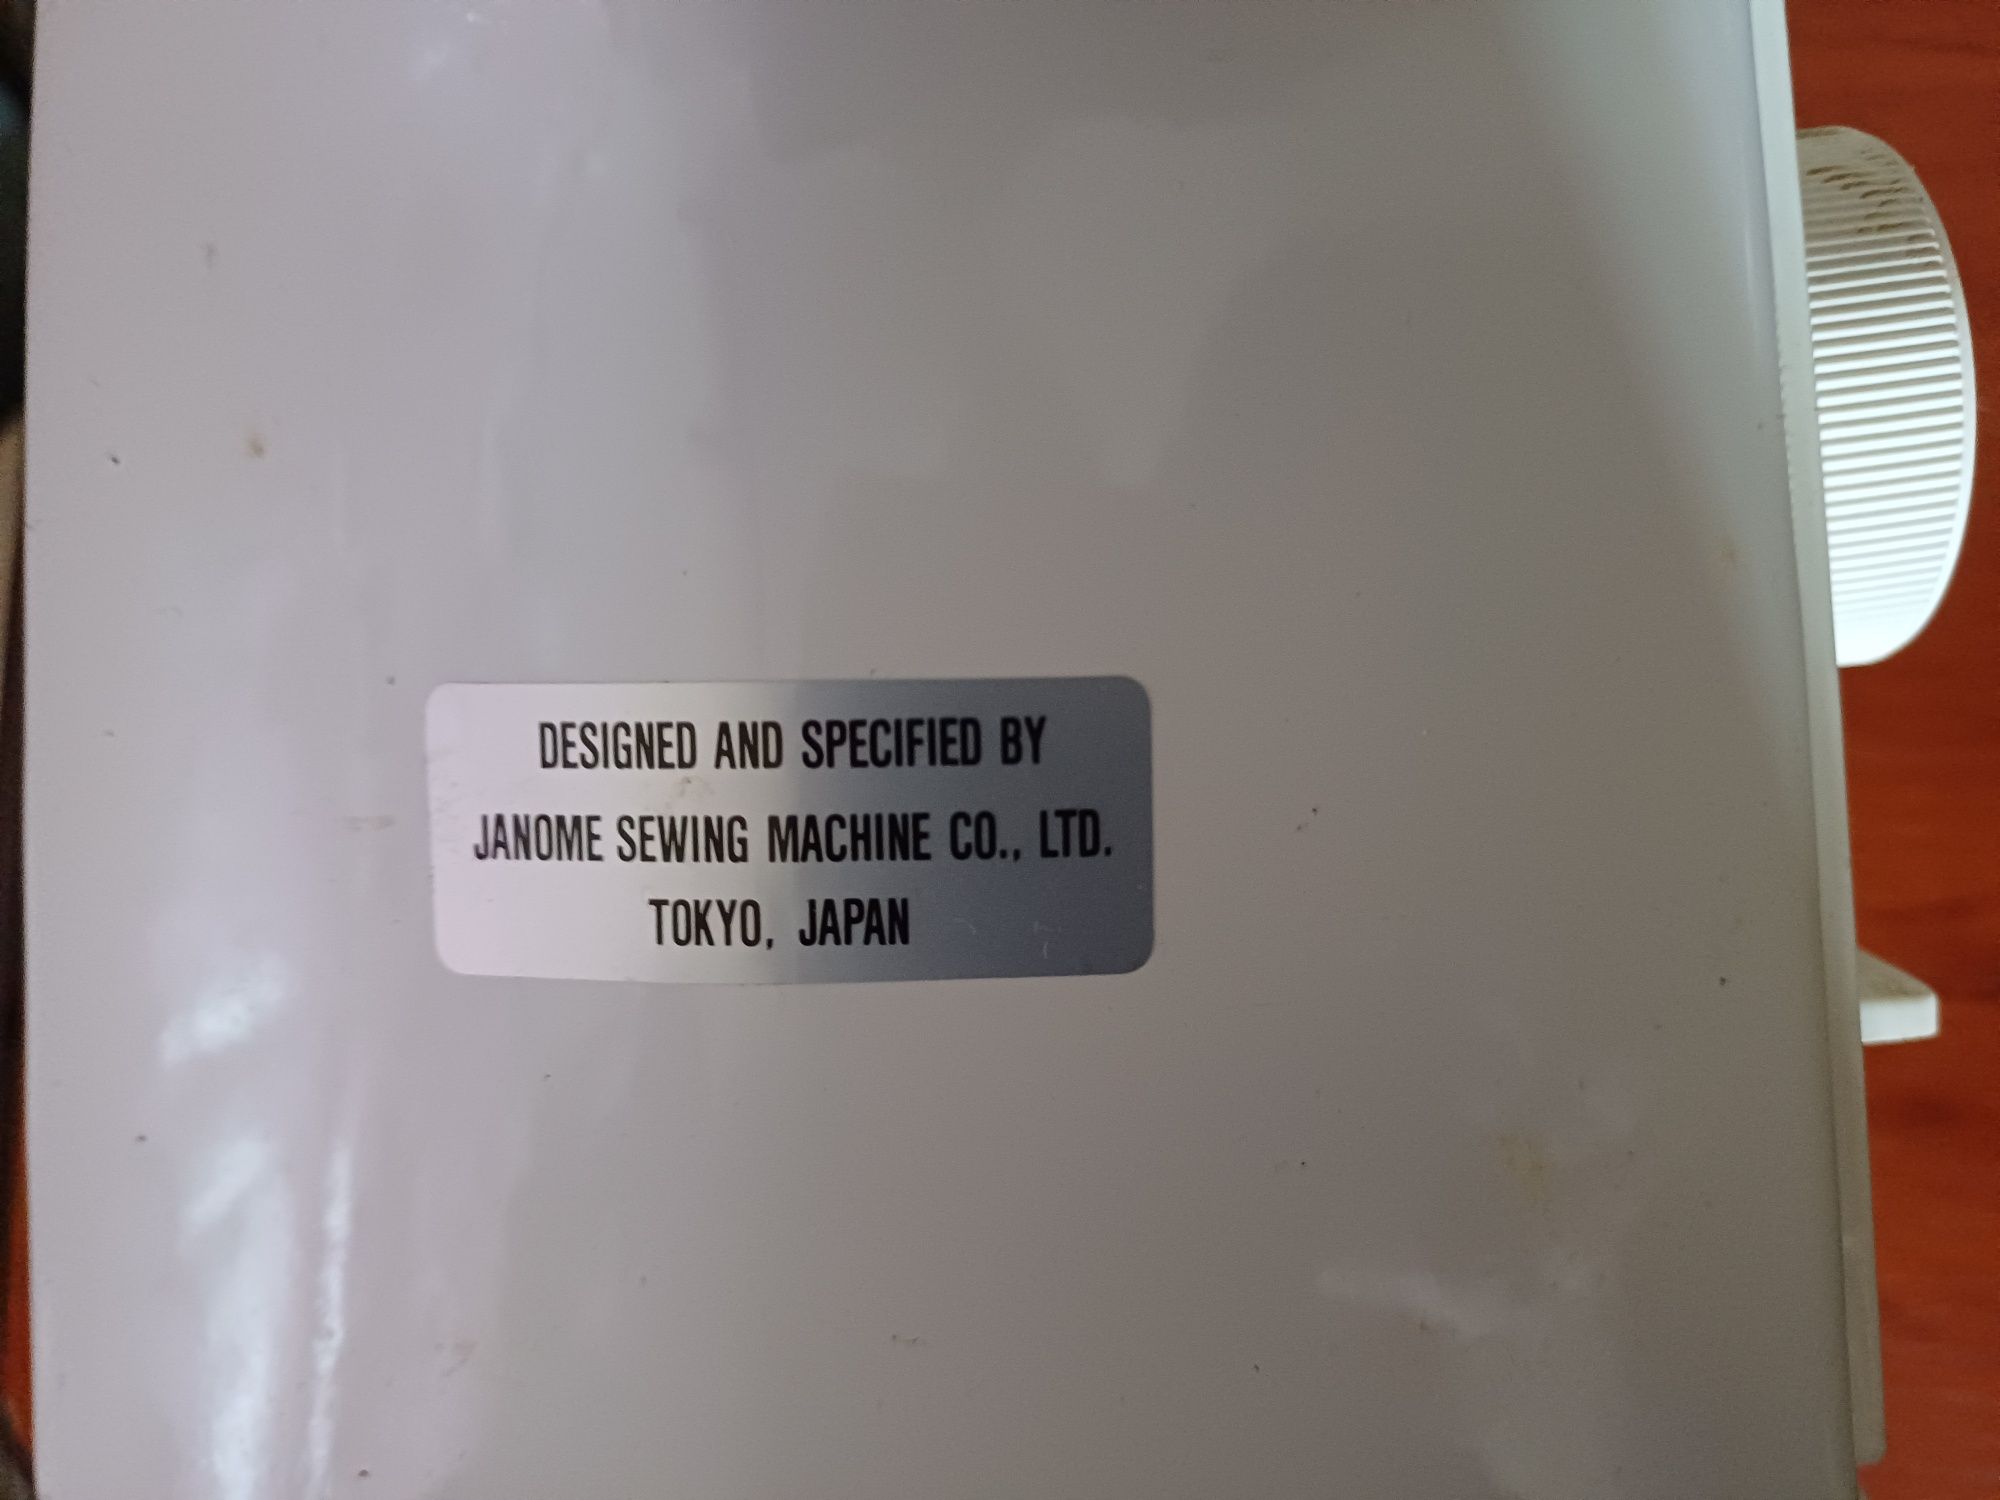 DESIGNED AND SPECIFIED BY
JANOME SEWING MACHINE CO., LTD.
TOKYO, JAPAN